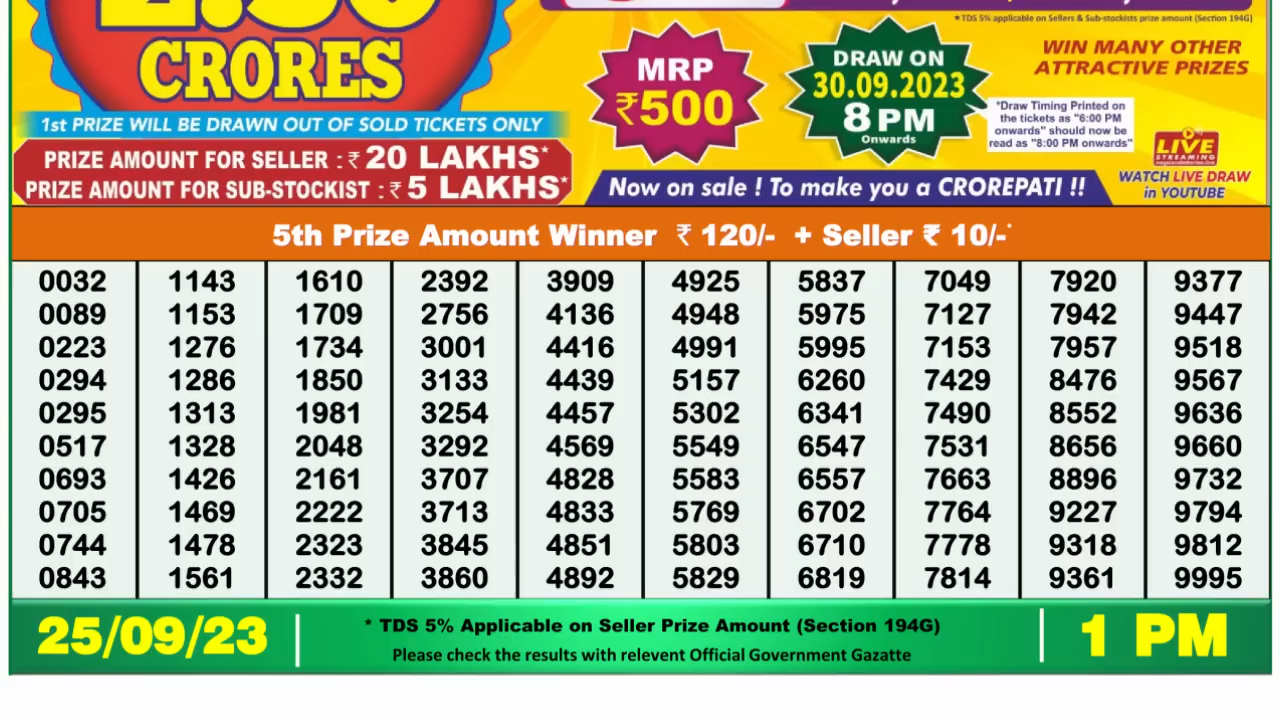 CRORES
1st PRIZE WILL BE DRAWN OUT OF SOLD TICKETS ONLY
PRIZE AMOUNT FOR SELLER : ₹ 20 LAKHS*
PRIZE AMOUNT FOR SUB-STOCKIST : ₹ 5 LAKHS*
★ TDS 5% applicable on Sellers & Sub-stockists prize amount (Section 194G)
MRP
₹500
DRAW ON
30.09.2023
8 PM
Onwards
WIN MANY OTHER
ATTRACTIVE PRIZES
"Draw Timing Printed on
the tickets as "6:00 PM
onwards" should now be
read as "8:00 PM onwards"
LIVE
STREAMING
WATCH LIVE DRAW
in YOUTUBE
Now on sale ! To make you a CROREPATI !!
5th Prize Amount Winner ₹ 120/- + Seller ₹ 10/-*
0032 1143 1610 2392 3909 4925 5837 7049 7920 9377
0089 1153 1709 2756 4136 4948 5975 7127 7942 9447
0223 1276 1734 3001 4416 4991 5995 7153 7957 9518
0294 1286 1850 3133 4439 5157 6260 7429 8476 9567
0295 1313 1981 3254 4457 5302 6341 7490 8552 9636
0517 1328 2048 3292 4569 5549 6547 7531 8656 9660
0693 1426 2161 3707 4828 5583 6557 7663 8896 9732
0705 1469 2222 3713 4833 5769 6702 7764 9227 9794
0744 1478 2323 3845 4851 5803 6710 7778 9318 9812
0843 1561 2332 3860 4892 5829 6819 7814 9361 9995
25/09/23
* TDS 5% Applicable on Seller Prize Amount (Section 194G)
Please check the results with relevent Official Government Gazatte
1 PM